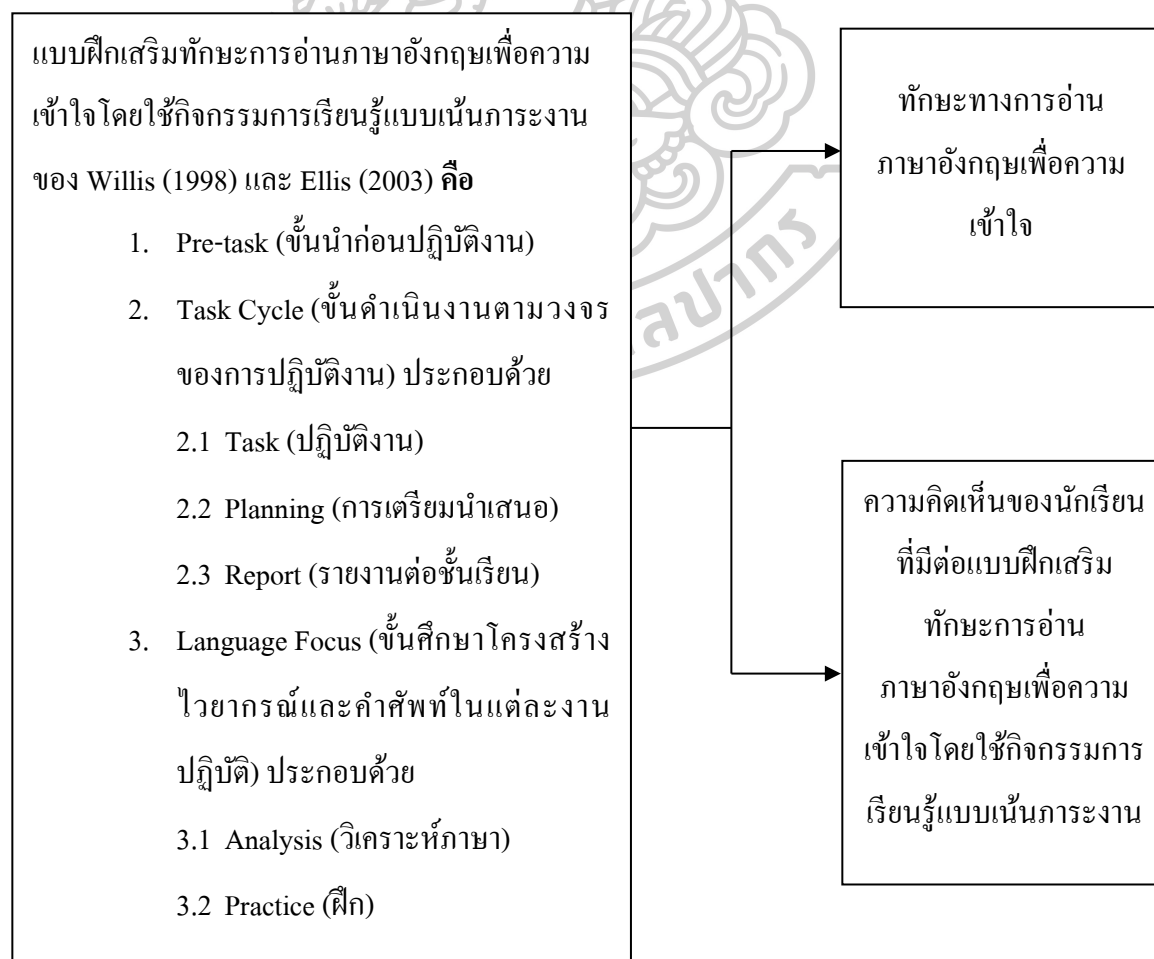 แบบฝึกเสริมทักษะการอ่านภาษาอังกฤษเพื่อความ
เข้าใจโดยใช้กิจกรรมการเรียนรู้แบบเน้นภาระงาน
ของ Willis (1998) และ Ellis (2003) คือ
1. Pre-task (ขั้นนำก่อนปฏิบัติงาน)
2. Task Cycle (ขั้นดำเนินงานตามวงจร
ของการปฏิบัติงาน) ประกอบด้วย
2.1 Task (ปฏิบัติงาน)
2.2 Planning (การเตรียมนำเสนอ)
2.3 Report (รายงานต่อชั้นเรียน)
3. Language Focus (ขั้นศึกษาโครงสร้าง
ไวยากรณ์และคำศัพท์ในแต่ละงาน
ปฏิบัติ) ประกอบด้วย
3.1 Analysis (วิเคราะห์ภาษา)
3.2 Practice (ฝึก)
ทักษะทางการอ่าน
ภาษาอังกฤษเพื่อความ
เข้าใจ
ความคิดเห็นของนักเรียน
ที่มีต่อแบบฝึกเสริม
ทักษะการอ่าน
ภาษาอังกฤษเพื่อความ
เข้าใจโดยใช้กิจกรรมการ
เรียนรู้แบบเน้นภาระงาน